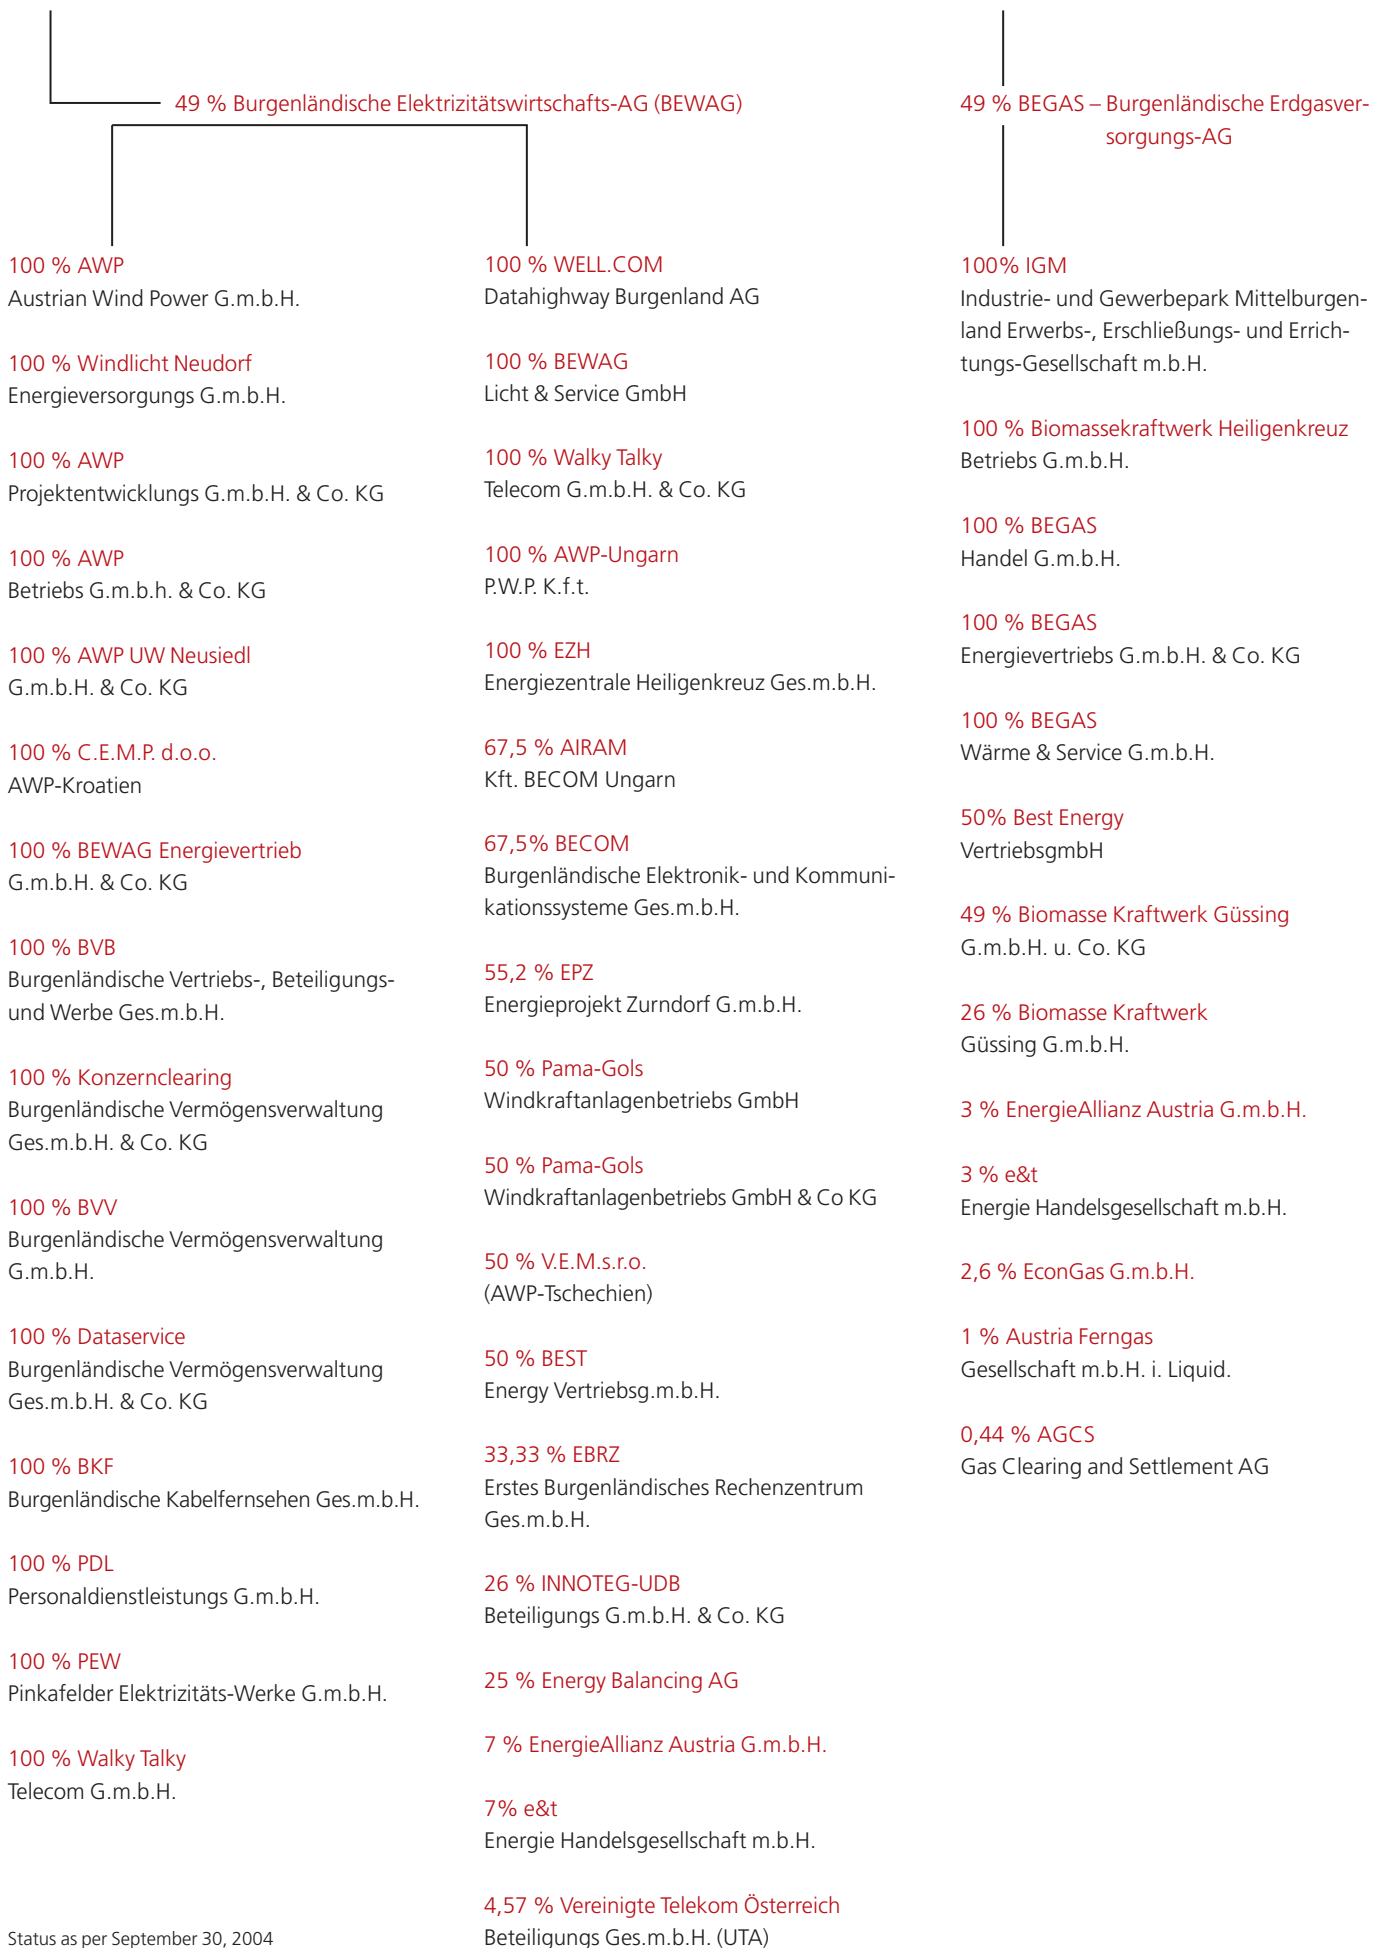 49 % Burgenländische Elektrizitätswirtschafts-AG (BEWAG)
100 % AWP
Austrian Wind Power G.m.b.H.
100 % Windlicht Neudorf
Energieversorgungs G.m.b.H.
100 % AWP
Projektentwicklungs G.m.b.H. & Co. KG
100 % AWP
Betriebs G.m.b.h. & Co. KG
100 % AWP UW Neusiedl
G.m.b.H. & Co. KG
100 % C.E.M.P. d.o.o.
AWP-Kroatien
100 % BEWAG Energievertrieb
G.m.b.H. & Co. KG
100 % BVB
Burgenländische Vertriebs-, Beteiligungs-
und Werbe Ges.m.b.H.
100 % Konzernclearing
Burgenländische Vermögensverwaltung
Ges.m.b.H. & Co. KG
100 % BVV
Burgenländische Vermögensverwaltung
G.m.b.H.
100 % Dataservice
Burgenländische Vermögensverwaltung
Ges.m.b.H. & Co. KG
100 % BKF
Burgenländische Kabelfernsehen Ges.m.b.H.
100 % PDL
Personaldienstleistungs G.m.b.H.
100 % PEW
Pinkafelder Elektrizitäts-Werke G.m.b.H.
100 % Walky Talky
Telecom G.m.b.H.
100 % WELL.COM
Datahighway Burgenland AG
100 % BEWAG
Licht & Service GmbH
100 % Walky Talky
Telecom G.m.b.H. & Co. KG
100 % AWP-Ungarn
P.W.P. K.f.t.
100 % EZH
Energiezentrale Heiligenkreuz Ges.m.b.H.
67,5 % AIRAM
Kft. BECOM Ungarn
67,5% BECOM
Burgenländische Elektronik- und Kommuni-
kationssysteme Ges.m.b.H.
55,2 % EPZ
Energieprojekt Zurndorf G.m.b.H.
50 % Pama-Gols
Windkraftanlagenbetriebs GmbH
50 % Pama-Gols
Windkraftanlagenbetriebs GmbH & Co KG
50 % V.E.M.s.r.o.
(AWP-Tschechien)
50 % BEST
Energy Vertriebsg.m.b.H.
33,33 % EBRZ
Erstes Burgenländisches Rechenzentrum
Ges.m.b.H.
26 % INNOTEG-UDB
Beteiligungs G.m.b.H. & Co. KG
25 % Energy Balancing AG
7 % EnergieAllianz Austria G.m.b.H.
7% e&t
Energie Handelsgesellschaft m.b.H.
4,57 % Vereinigte Telekom Österreich
Beteiligungs Ges.m.b.H. (UTA)
49 % BEGAS – Burgenländische Erdgasver-
sorgungs-AG
100% IGM
Industrie- und Gewerbepark Mittelburgen-
land Erwerbs-, Erschließungs- und Errich-
tungs-Gesellschaft m.b.H.
100 % Biomassekraftwerk Heiligenkreuz
Betriebs G.m.b.H.
100 % BEGAS
Handel G.m.b.H.
100 % BEGAS
Energievertriebs G.m.b.H. & Co. KG
100 % BEGAS
Wärme & Service G.m.b.H.
50% Best Energy
VertriebsgmbH
49 % Biomasse Kraftwerk Güssing
G.m.b.H. u. Co. KG
26 % Biomasse Kraftwerk
Güssing G.m.b.H.
3 % EnergieAllianz Austria G.m.b.H.
3 % e&t
Energie Handelsgesellschaft m.b.H.
2,6 % EconGas G.m.b.H.
1 % Austria Ferngas
Gesellschaft m.b.H. i. Liquid.
0,44 % AGCS
Gas Clearing and Settlement AG
Status as per September 30, 2004